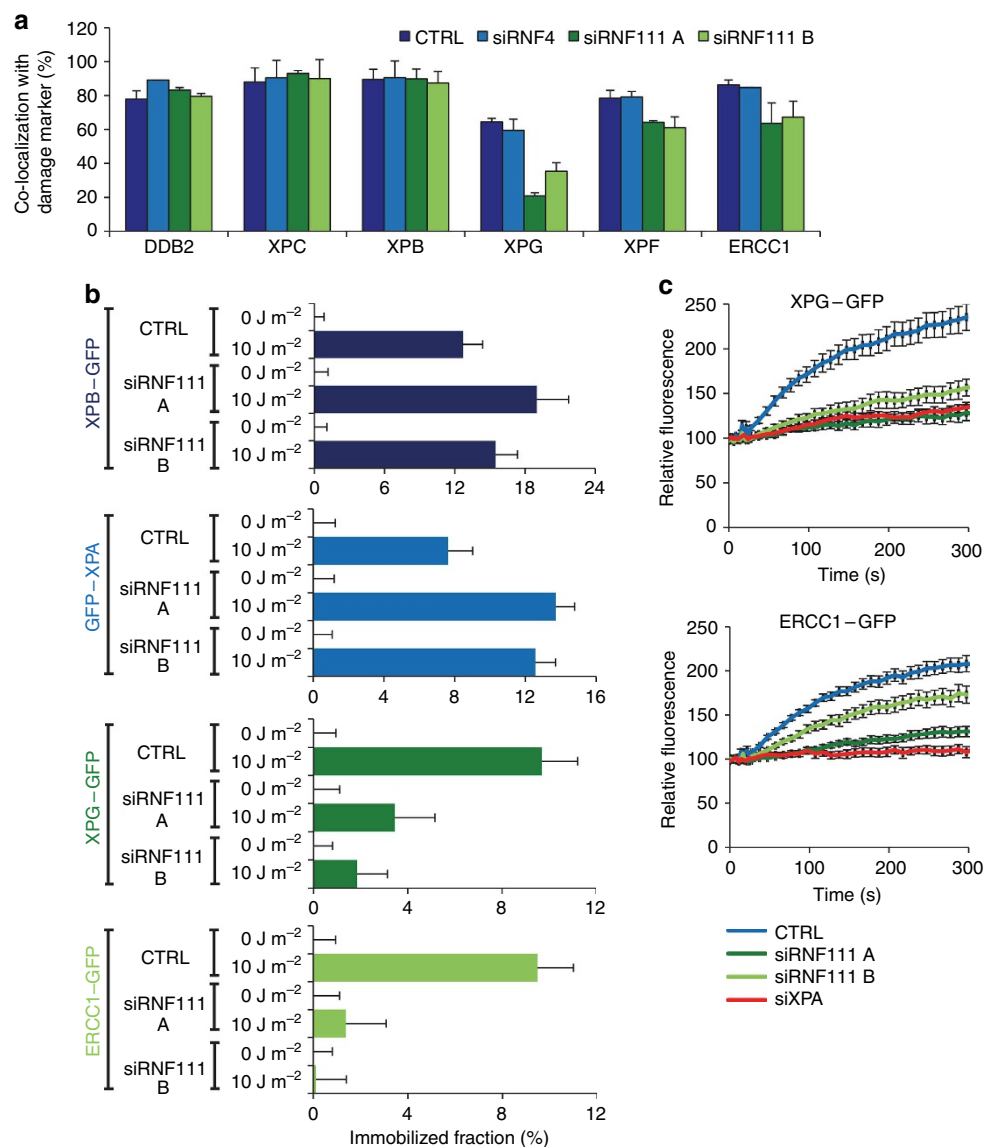 a
Co-localization with
damage marker (%)
120
100
80
60
40
20
0
CTRL siRNF4 siRNF111 A siRNF111 B
DDB2 XPC XPB XPG XPF ERCC1
b
XPB–GFP
CTRL
0 J m⁻²
10 J m⁻²
siRNF111
A
0 J m⁻²
10 J m⁻²
siRNF111
B
0 J m⁻²
10 J m⁻²
0 6 12 18 24
GFP–XPA
CTRL
0 J m⁻²
10 J m⁻²
siRNF111
A
0 J m⁻²
10 J m⁻²
siRNF111
B
0 J m⁻²
10 J m⁻²
0 4 8 12 16
XPG–GFP
CTRL
0 J m⁻²
10 J m⁻²
siRNF111
A
0 J m⁻²
10 J m⁻²
siRNF111
B
0 J m⁻²
10 J m⁻²
0 4 8 12
ERCC1–GFP
CTRL
0 J m⁻²
10 J m⁻²
siRNF111
A
0 J m⁻²
10 J m⁻²
siRNF111
B
0 J m⁻²
10 J m⁻²
0 4 8 12
Immobilized fraction (%)
c
XPG–GFP
Relative fluorescence
250
200
150
100
50
0
0 100 200 300
Time (s)
ERCC1–GFP
Relative fluorescence
250
200
150
100
50
0
0 100 200 300
Time (s)
CTRL
siRNF111 A
siRNF111 B
siXPA